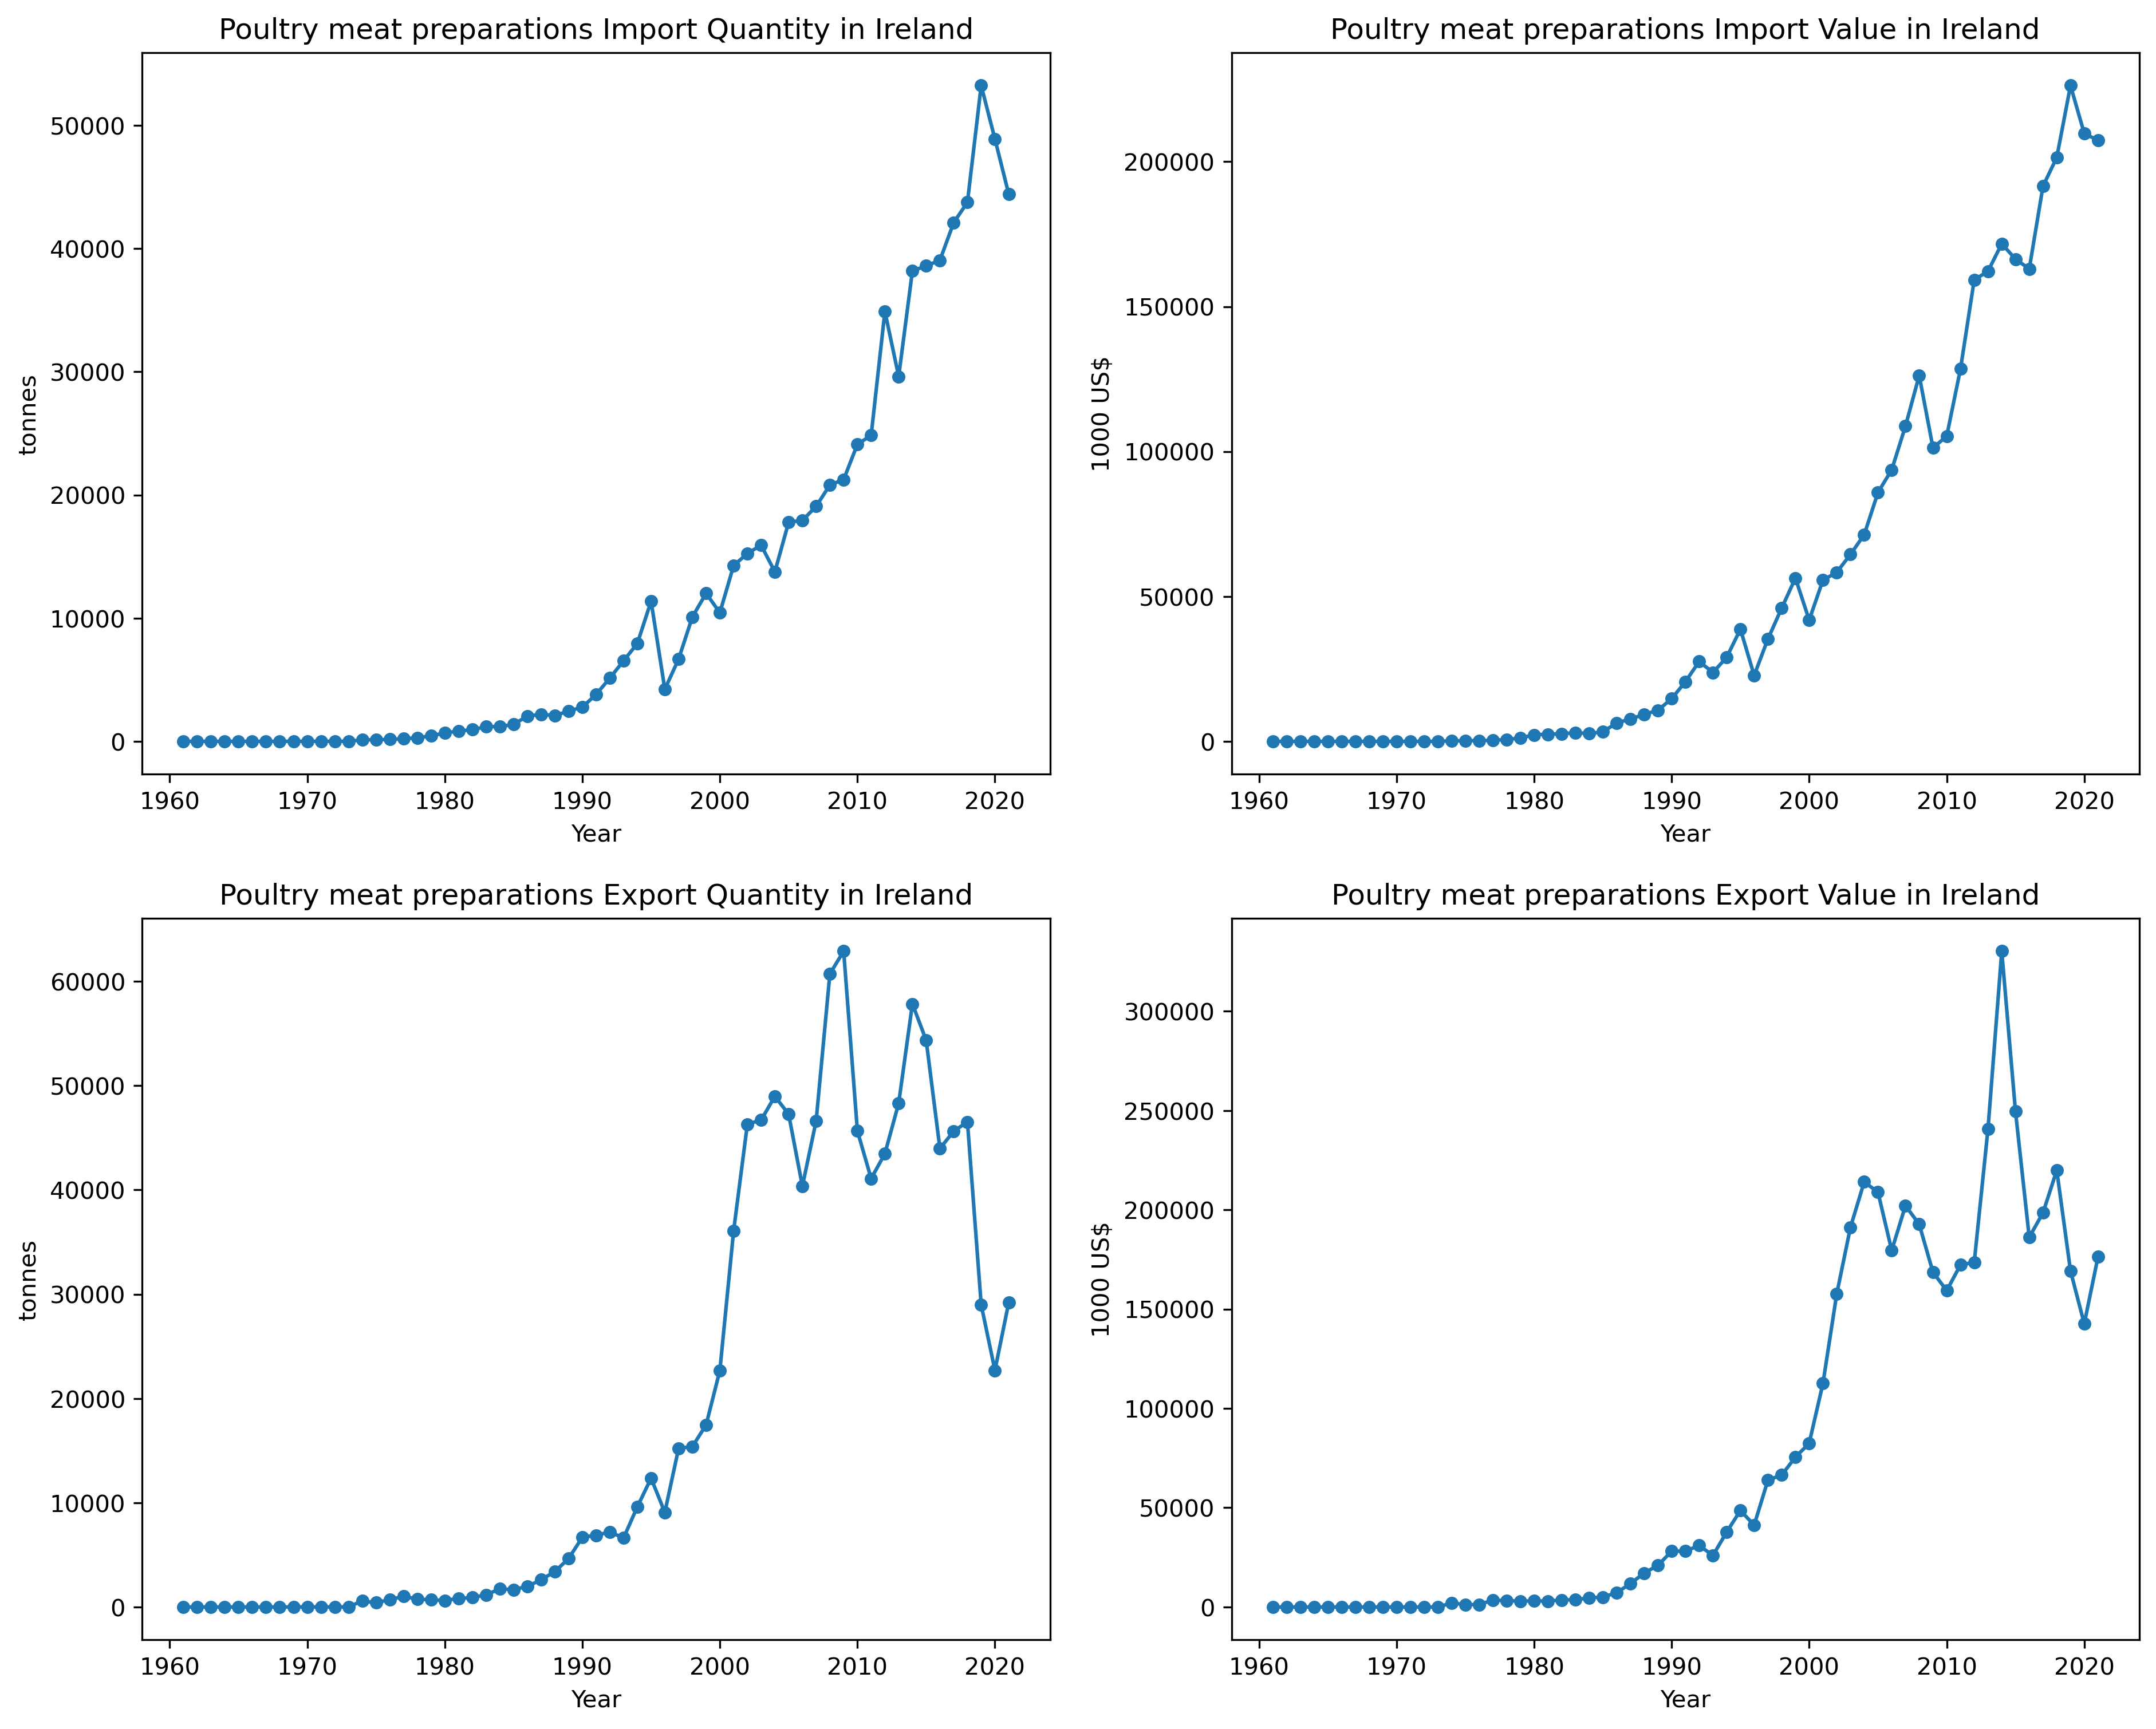 Poultry meat preparations Import Quantity in Ireland
50000
40000
30000
20000
10000
0
tonnes
1960 1970 1980 1990 2000 2010 2020
Year
Poultry meat preparations Import Value in Ireland
200000
150000
100000
50000
0
1000 US$
1960 1970 1980 1990 2000 2010 2020
Year
Poultry meat preparations Export Quantity in Ireland
60000
50000
40000
30000
20000
10000
0
tonnes
1960 1970 1980 1990 2000 2010 2020
Year
Poultry meat preparations Export Value in Ireland
300000
250000
200000
150000
100000
50000
0
1000 US$
1960 1970 1980 1990 2000 2010 2020
Year